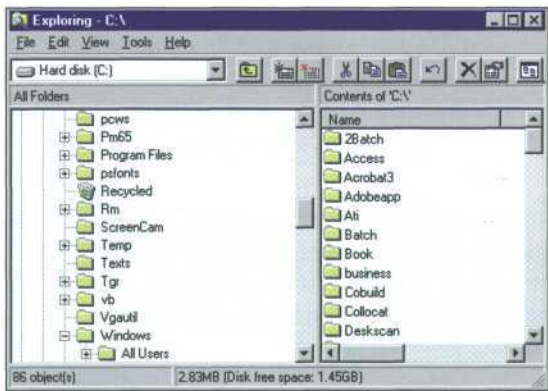 Exploring - C:\
File Edit View Tools Help
Hard disk (C:)
All Folders
Contents of 'C:\'
pcws
Pm65
Program Files
psfonts
Recycled
Rm
ScreenCam
Temp
Texts
Tgr
vb
Vgautil
Windows
All Users
Name
2Batch
Access
Acrobat3
Adobeapp
Ati
Batch
Book
business
Cobuild
Collocat
Deskscan
86 object(s)
2.83MB (Disk free space: 1.45GB)